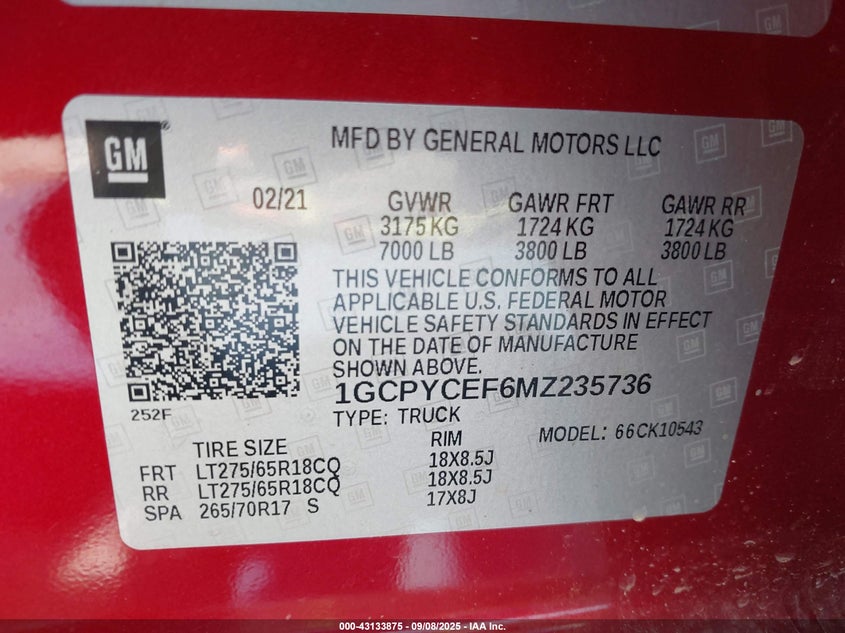 GM
MFD BY GENERAL MOTORS LLC
02/21 GVWR GAWR FRT GAWR RR
3175 KG 1724 KG 1724 KG
7000 LB 3800 LB 3800 LB
THIS VEHICLE CONFORMS TO ALL
APPLICABLE U.S. FEDERAL MOTOR
VEHICLE SAFETY STANDARDS IN EFFECT
ON THE DATE OF MANUFACTURE
SHOWN ABOVE.
252F
1GCPYCEF6MZ235736
TYPE: TRUCK MODEL: 66CK10543
TIRE SIZE RIM
FRT LT275/65R18CQ 18X8.5J
RR LT275/65R18CQ 18X8.5J
SPA 265/70R17 S 17X8J
000-43133875 - 09/08/2025 - IAA Inc.